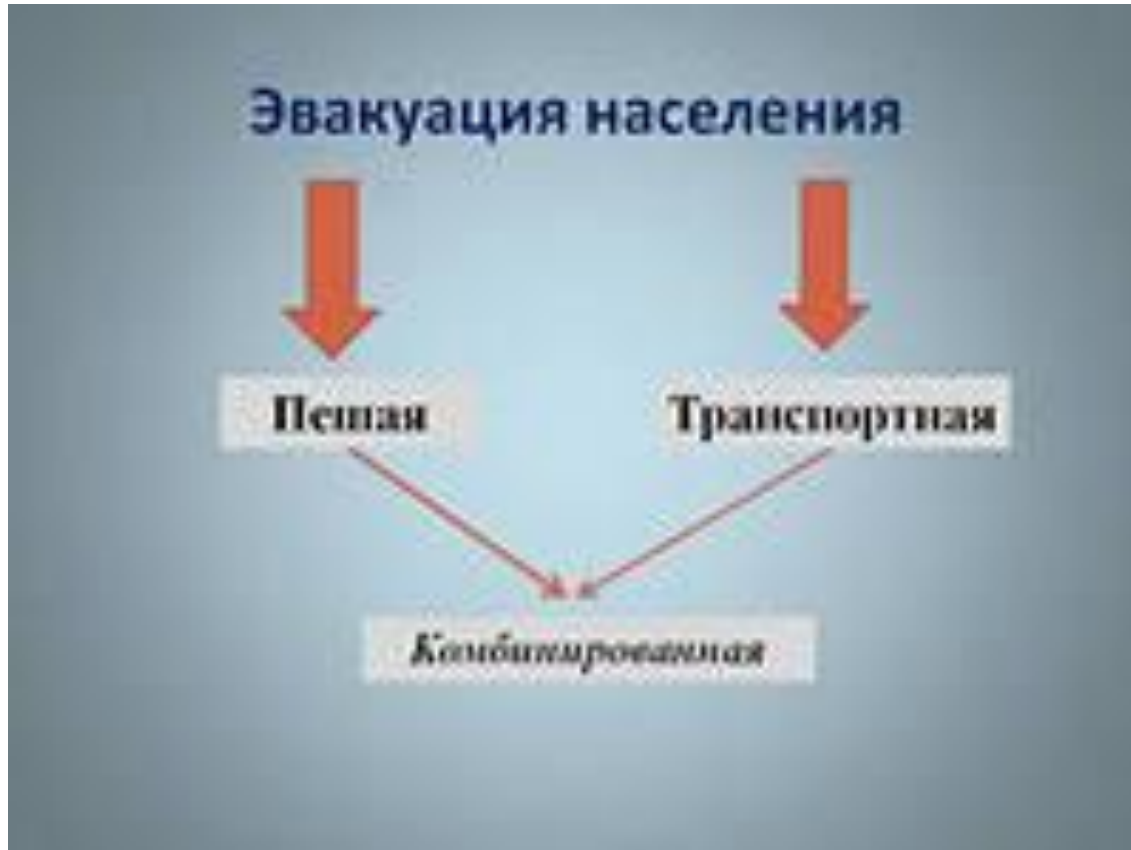 Эвакуация населения
Пешая
Транспортная
Комбинированная